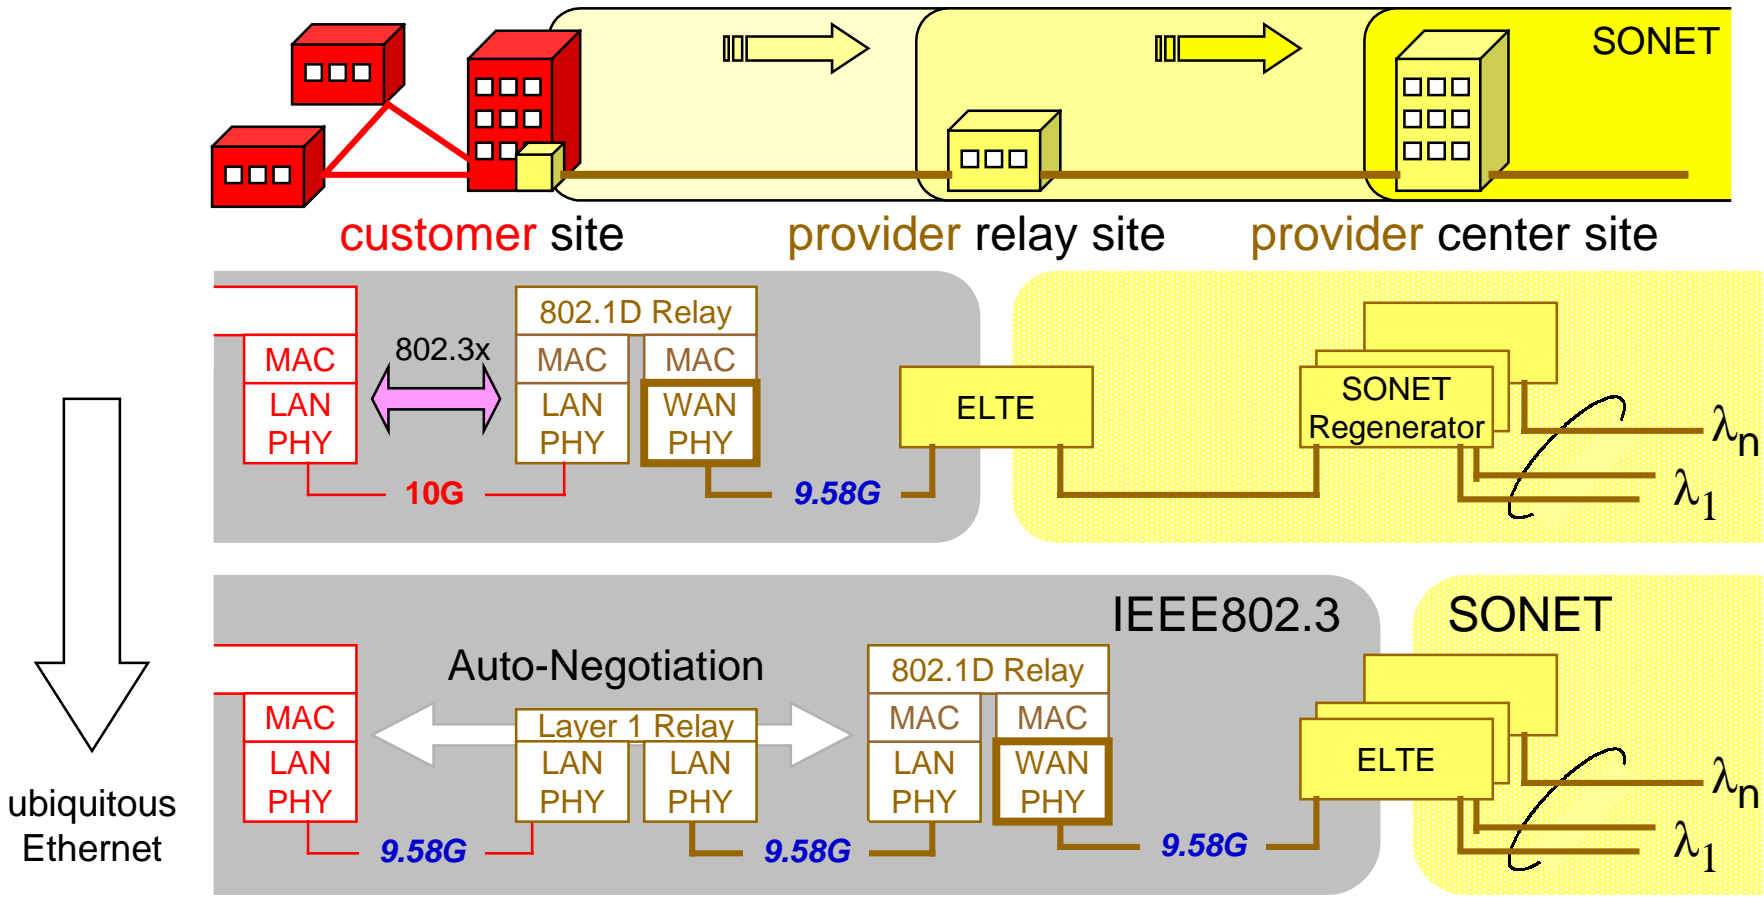 SONET
customer site
provider relay site
provider center site
802.1D Relay
MAC
802.3x
MAC
MAC
LAN
PHY
LAN
PHY
WAN
PHY
ELTE
SONET
Regenerator
λn
λ1
10G
9.58G
IEEE802.3
SONET
Auto-Negotiation
802.1D Relay
MAC
Layer 1 Relay
MAC
MAC
LAN
PHY
LAN
PHY
LAN
PHY
LAN
PHY
WAN
PHY
ELTE
λn
λ1
9.58G
9.58G
9.58G
ubiquitous
Ethernet